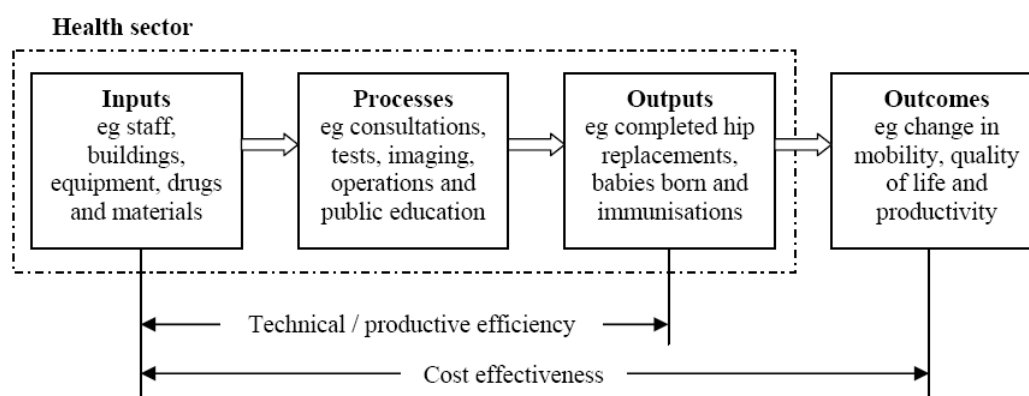 Health sector
Inputs
eg staff,
buildings,
equipment, drugs
and materials
Processes
eg consultations,
tests, imaging,
operations and
public education
Outputs
eg completed hip
replacements,
babies born and
immunisations
Outcomes
eg change in
mobility, quality
of life and
productivity
Technical / productive efficiency
Cost effectiveness